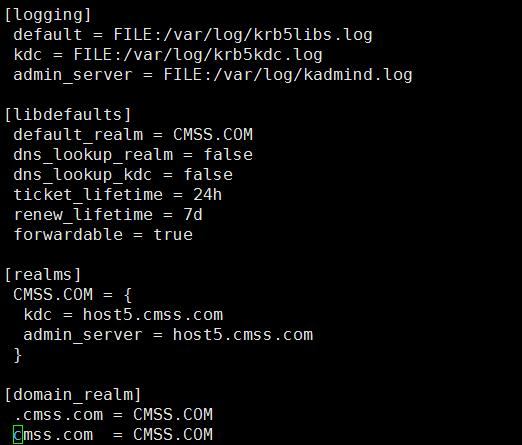 [logging]
 default = FILE:/var/log/krb5libs.log
 kdc = FILE:/var/log/krb5kdc.log
 admin_server = FILE:/var/log/kadmind.log

[libdefaults]
 default_realm = CMSS.COM
 dns_lookup_realm = false
 dns_lookup_kdc = false
 ticket_lifetime = 24h
 renew_lifetime = 7d
 forwardable = true

[realms]
 CMSS.COM = {
  kdc = host5.cmss.com
  admin_server = host5.cmss.com
 }

[domain_realm]
 .cmss.com = CMSS.COM
 cmss.com  = CMSS.COM